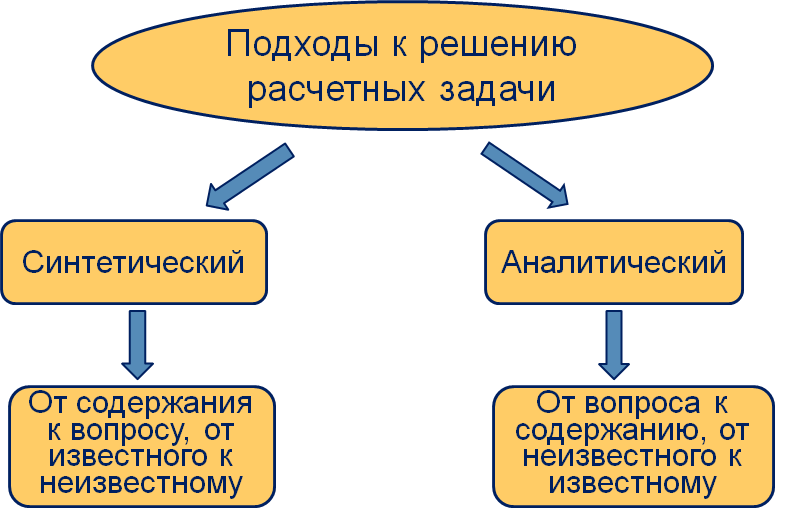 Подходы к решению
расчетных задачи
Синтетический
Аналитический
От содержания
к вопросу, от
известного к
неизвестному
От вопроса к
содержанию, от
неизвестного к
известному